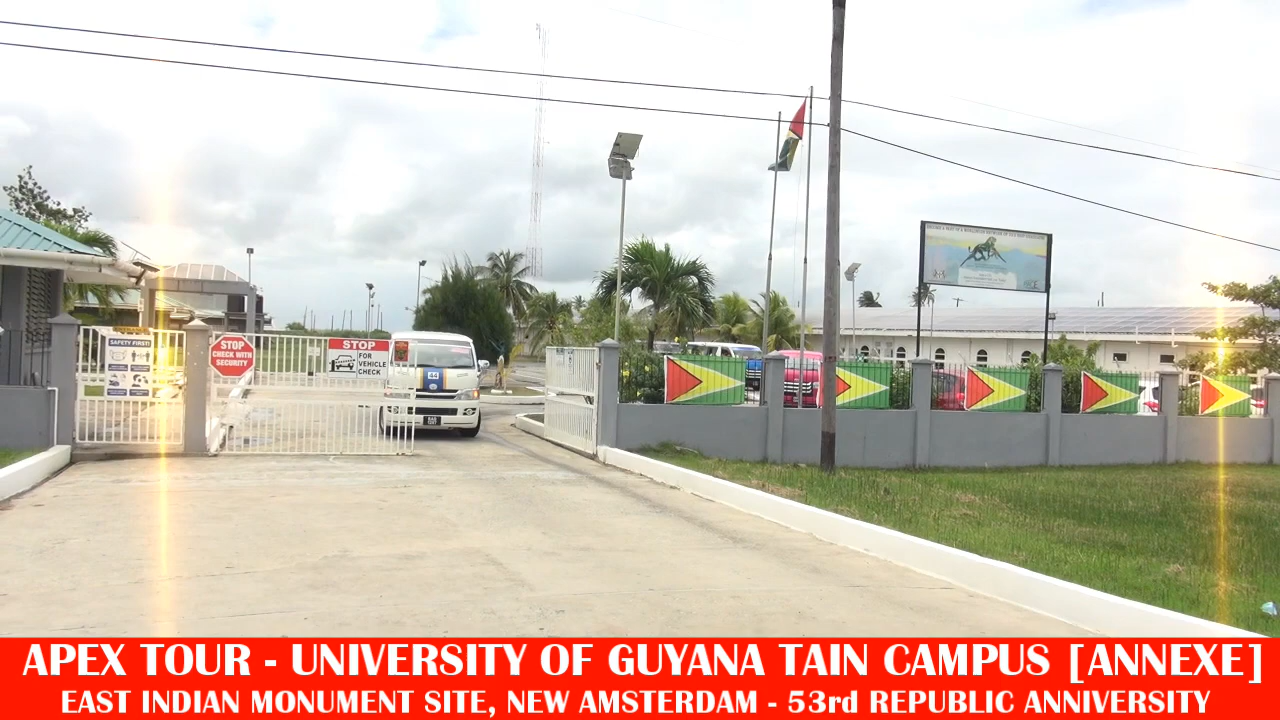 SAFETY FIRST!
STOP
CHECK WITH
SECURITY
STOP
FOR
VEHICLE
CHECK
44
APEX TOUR - UNIVERSITY OF GUYANA TAIN CAMPUS [ANNEXE]
EAST INDIAN MONUMENT SITE, NEW AMSTERDAM - 53rd REPUBLIC ANNIVERSITY